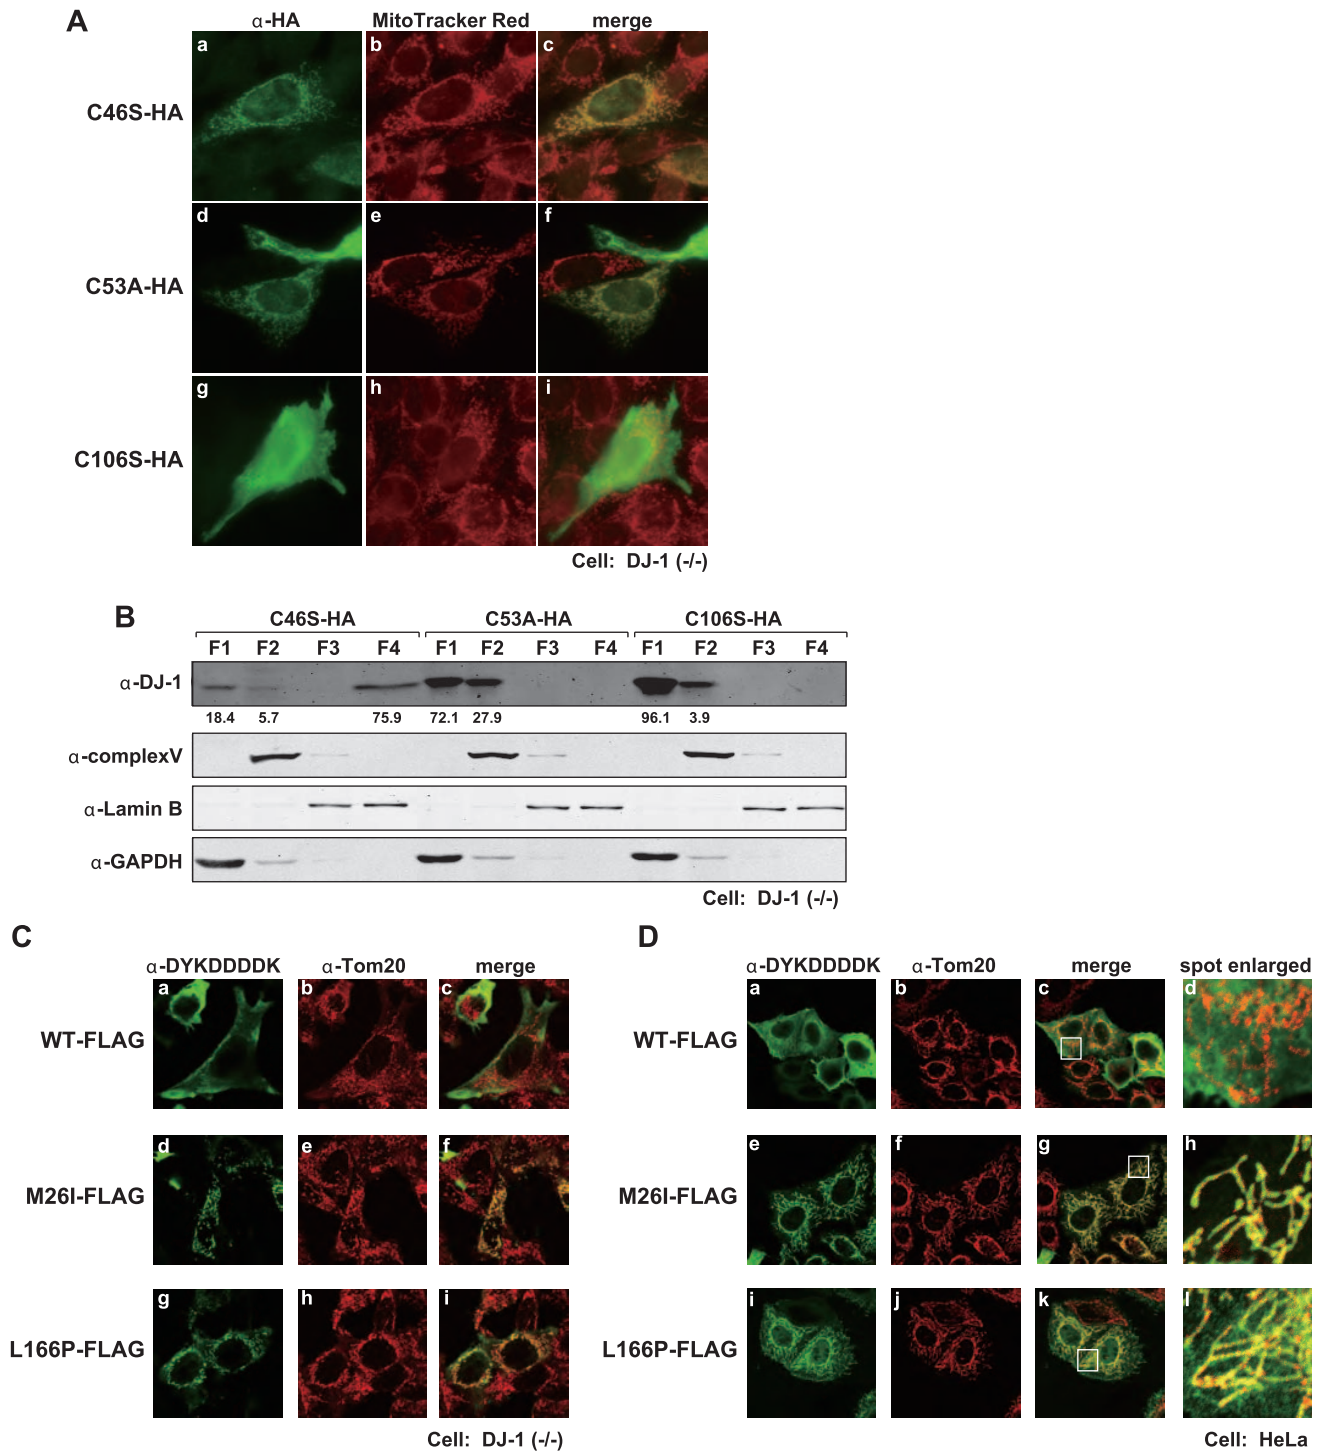 A
α-HA MitoTracker Red merge
C46S-HA a b c
C53A-HA d e f
C106S-HA g h i
Cell: DJ-1 (-/-)
B
C46S-HA C53A-HA C106S-HA
F1 F2 F3 F4 F1 F2 F3 F4 F1 F2 F3 F4
α-DJ-1
18.4 5.7 75.9 72.1 27.9 96.1 3.9
α-complexV
α-Lamin B
α-GAPDH
Cell: DJ-1 (-/-)
C
α-DYKDDDDK α-Tom20 merge
WT-FLAG a b c
M26I-FLAG d e f
L166P-FLAG g h i
Cell: DJ-1 (-/-)
D
α-DYKDDDDK α-Tom20 merge spot enlarged
WT-FLAG a b c d
M26I-FLAG e f g h
L166P-FLAG i j k l
Cell: HeLa